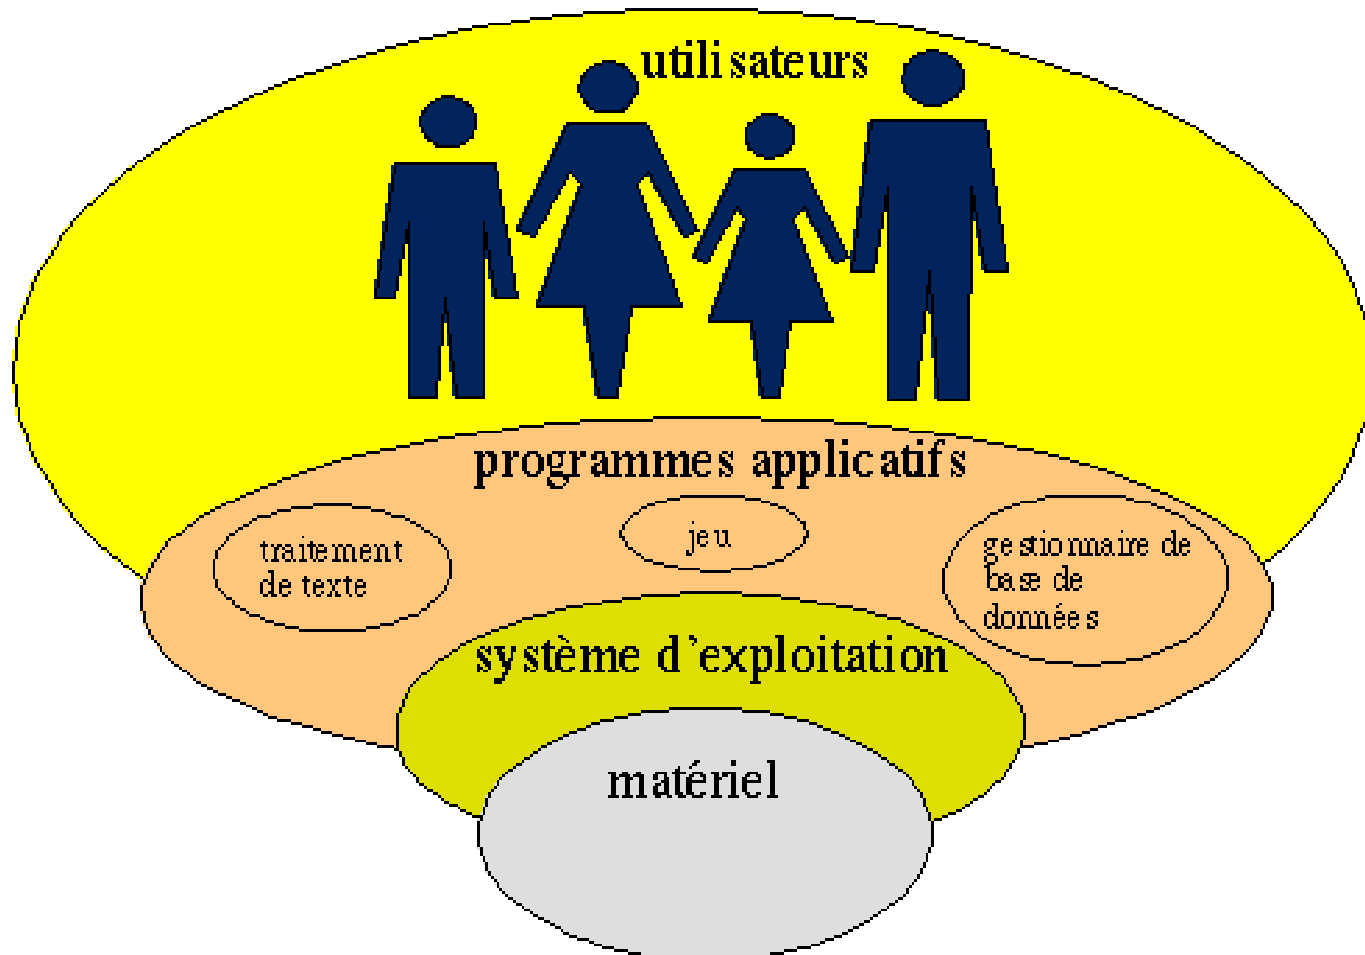 utilisateurs
programmes applicatifs
traitement
de texte
jeu
gestionnaire de
base de
données
système d'exploitation
matériel